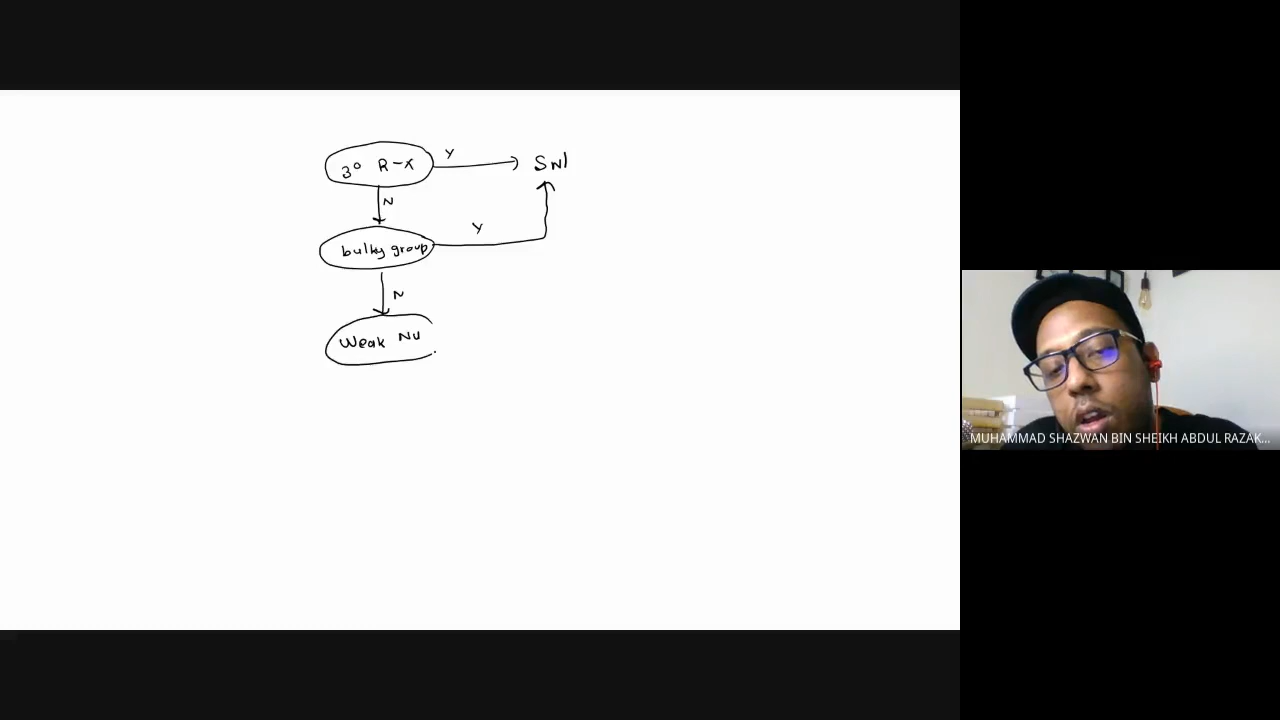 3° R-X
Y
SN1
N
bulky group
Y
N
Weak Nu
MUHAMMAD SHAZWAN BIN SHEIKH ABDUL RAZAK...